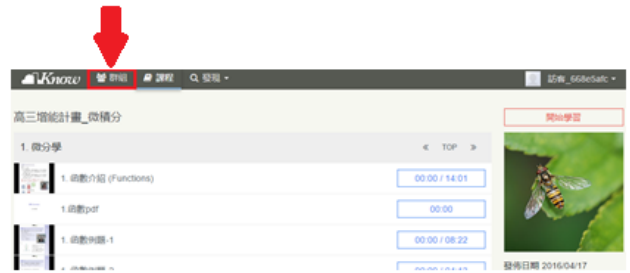 Know 群組 課程 發現
訪客_668e5afc
高三增能計畫_微積分
開始學習
1. 微分學
TOP
1. 函數介紹 (Functions)
00:00 / 14:01
1.函數pdf
00:00
1. 函數例題-1
00:00 / 08:22
發佈日期 2016/04/17